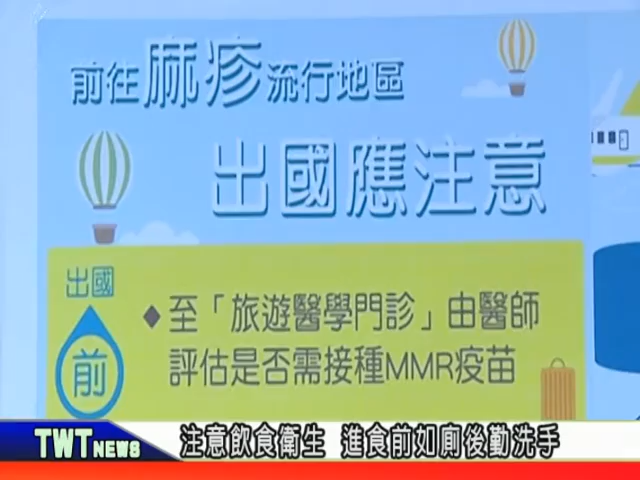 前往麻疹流行地區
出國應注意
出國
前
◆至「旅遊醫學門診」由醫師
評估是否需接種MMR疫苗
TWT NEWS
注意飲食衛生 進食前如廁後勤洗手